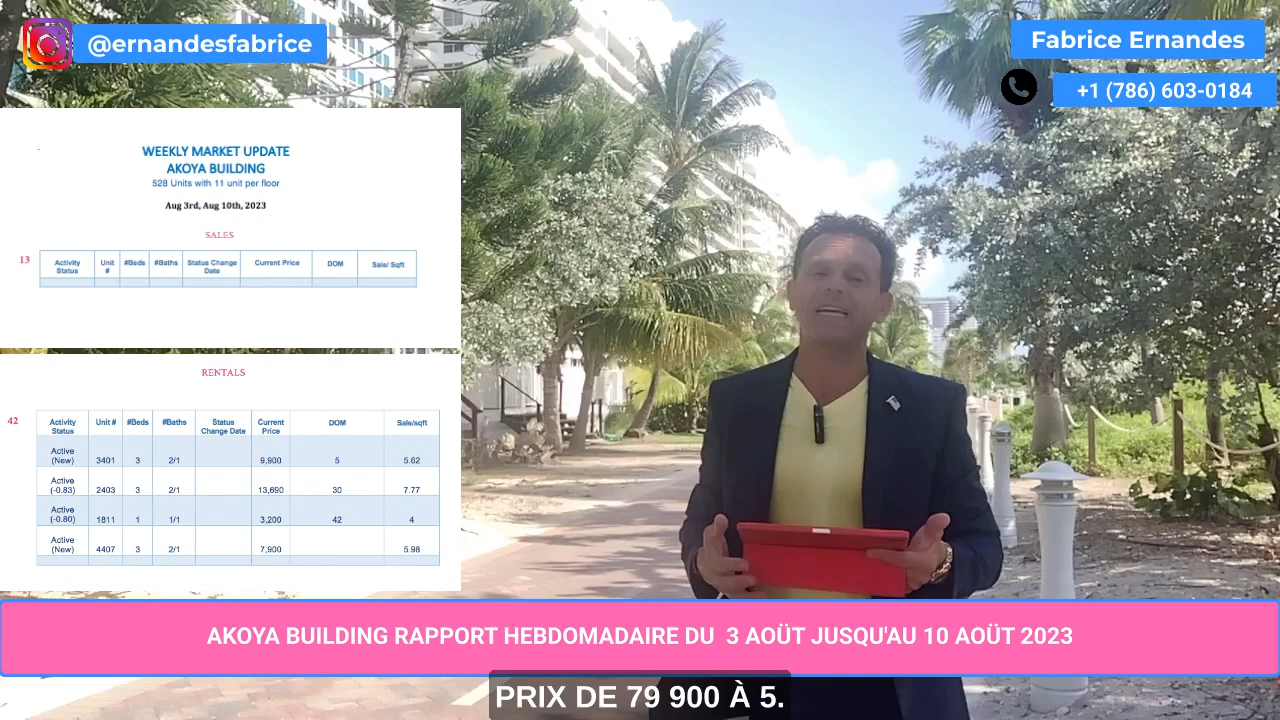 @ernandesfabrice
Fabrice Ernandes
+1 (786) 603-0184
WEEKLY MARKET UPDATE
AKOYA BUILDING
528 Units with 11 unit per floor
Aug 3rd, Aug 10th, 2023
SALES
13
Activity Status Unit # #Beds #Baths Status Change Date Current Price DOM Sale/ Sqft
RENTALS
42
Activity Status Unit # #Beds #Baths Status Change Date Current Price DOM Sale/sqft
Active (New) 3401 3 2/1 9,900 5 5.62
Active (-0.83) 2403 3 2/1 13,690 30 7.77
Active (-0.80) 1811 1 1/1 3,200 42 4
Active (New) 4407 3 2/1 7,900 5.98
AKOYA BUILDING RAPPORT HEBDOMADAIRE DU 3 AOÜT JUSQU'AU 10 AOÜT 2023
PRIX DE 79 900 À 5.